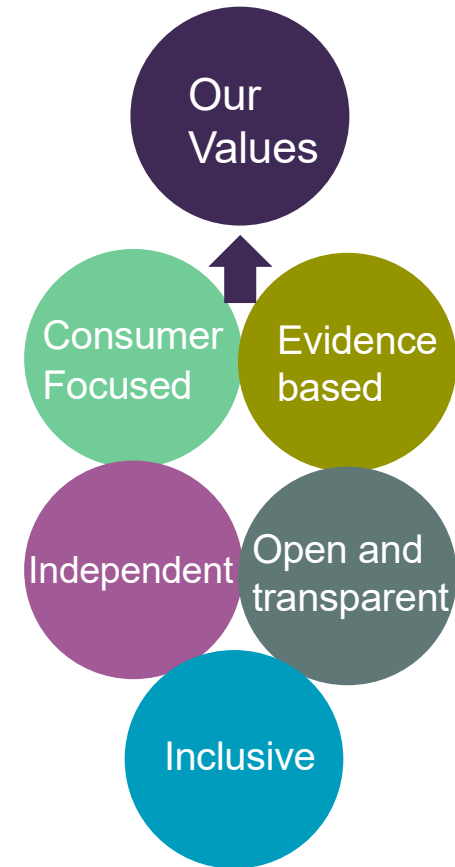 Our
Values
Consumer
Focused
Evidence
based
Independent
Open and
transparent
Inclusive